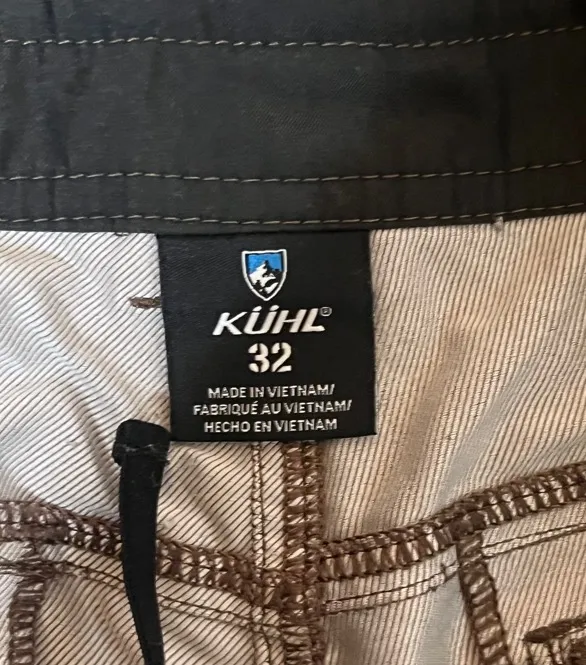 KÜHL®
32
MADE IN VIETNAM/
FABRIQUÉ AU VIETNAM/
HECHO EN VIETNAM